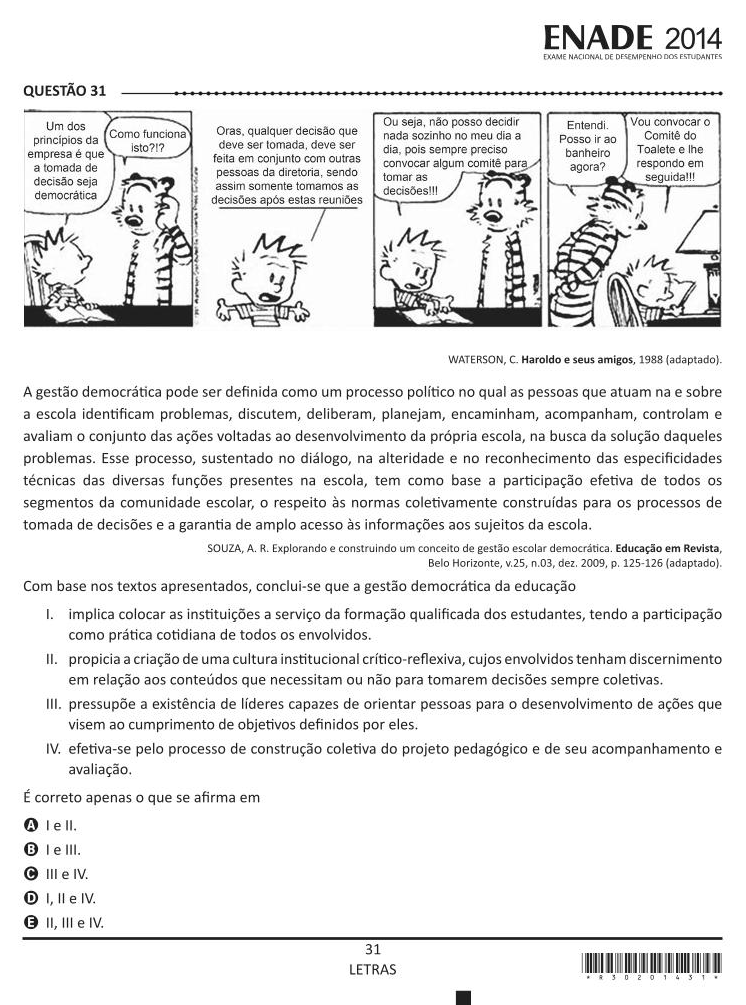 ENADE 2014
EXAME NACIONAL DE DESEMPENHO DOS ESTUDANTES
QUESTÃO 31
Um dos
princípios da
empresa é que
a tomada de
decisão seja
democrática
Como funciona
isto?!?
Oras, qualquer decisão que
deve ser tomada, deve ser
feita em conjunto com outras
pessoas da diretoria, sendo
assim somente tomamos as
decisões após estas reuniões
Ou seja, não posso decidir
nada sozinho no meu dia a
dia, pois sempre preciso
convocar algum comitê para
tomar as
decisões!!!
Entendi.
Posso ir ao
banheiro
agora?
Vou convocar o
Comitê do
Toalete e lhe
respondo em
seguida!!!
WATERSON, C. Haroldo e seus amigos, 1988 (adaptado).
A gestão democrática pode ser definida como um processo político no qual as pessoas que atuam na e sobre
a escola identificam problemas, discutem, deliberam, planejam, encaminham, acompanham, controlam e
avaliam o conjunto das ações voltadas ao desenvolvimento da própria escola, na busca da solução daqueles
problemas. Esse processo, sustentado no diálogo, na alteridade e no reconhecimento das especificidades
técnicas das diversas funções presentes na escola, tem como base a participação efetiva de todos os
segmentos da comunidade escolar, o respeito às normas coletivamente construídas para os processos de
tomada de decisões e a garantia de amplo acesso às informações aos sujeitos da escola.
SOUZA, A. R. Explorando e construindo um conceito de gestão escolar democrática. Educação em Revista,
Belo Horizonte, v.25, n.03, dez. 2009, p. 125-126 (adaptado).
Com base nos textos apresentados, conclui-se que a gestão democrática da educação
I. implica colocar as instituições a serviço da formação qualificada dos estudantes, tendo a participação
como prática cotidiana de todos os envolvidos.
II. propicia a criação de uma cultura institucional crítico-reflexiva, cujos envolvidos tenham discernimento
em relação aos conteúdos que necessitam ou não para tomarem decisões sempre coletivas.
III. pressupõe a existência de líderes capazes de orientar pessoas para o desenvolvimento de ações que
visem ao cumprimento de objetivos definidos por eles.
IV. efetiva-se pelo processo de construção coletiva do projeto pedagógico e de seu acompanhamento e
avaliação.
É correto apenas o que se afirma em
A I e II.
B I e III.
C III e IV.
D I, II e IV.
E II, III e IV.
31
LETRAS
* R 3 0 2 0 1 4 3 1 *